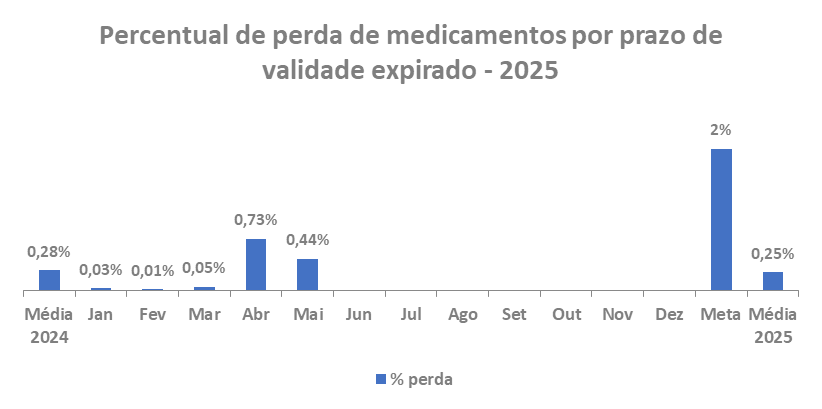 Percentual de perda de medicamentos por prazo de
validade expirado - 2025
2%
0,73%
0,44%
0,28%
0,25%
0,03%
0,01%
0,05%
Média Jan Fev Mar Abr Mai Jun Jul Ago Set Out Nov Dez Meta Média
2024 2025
% perda